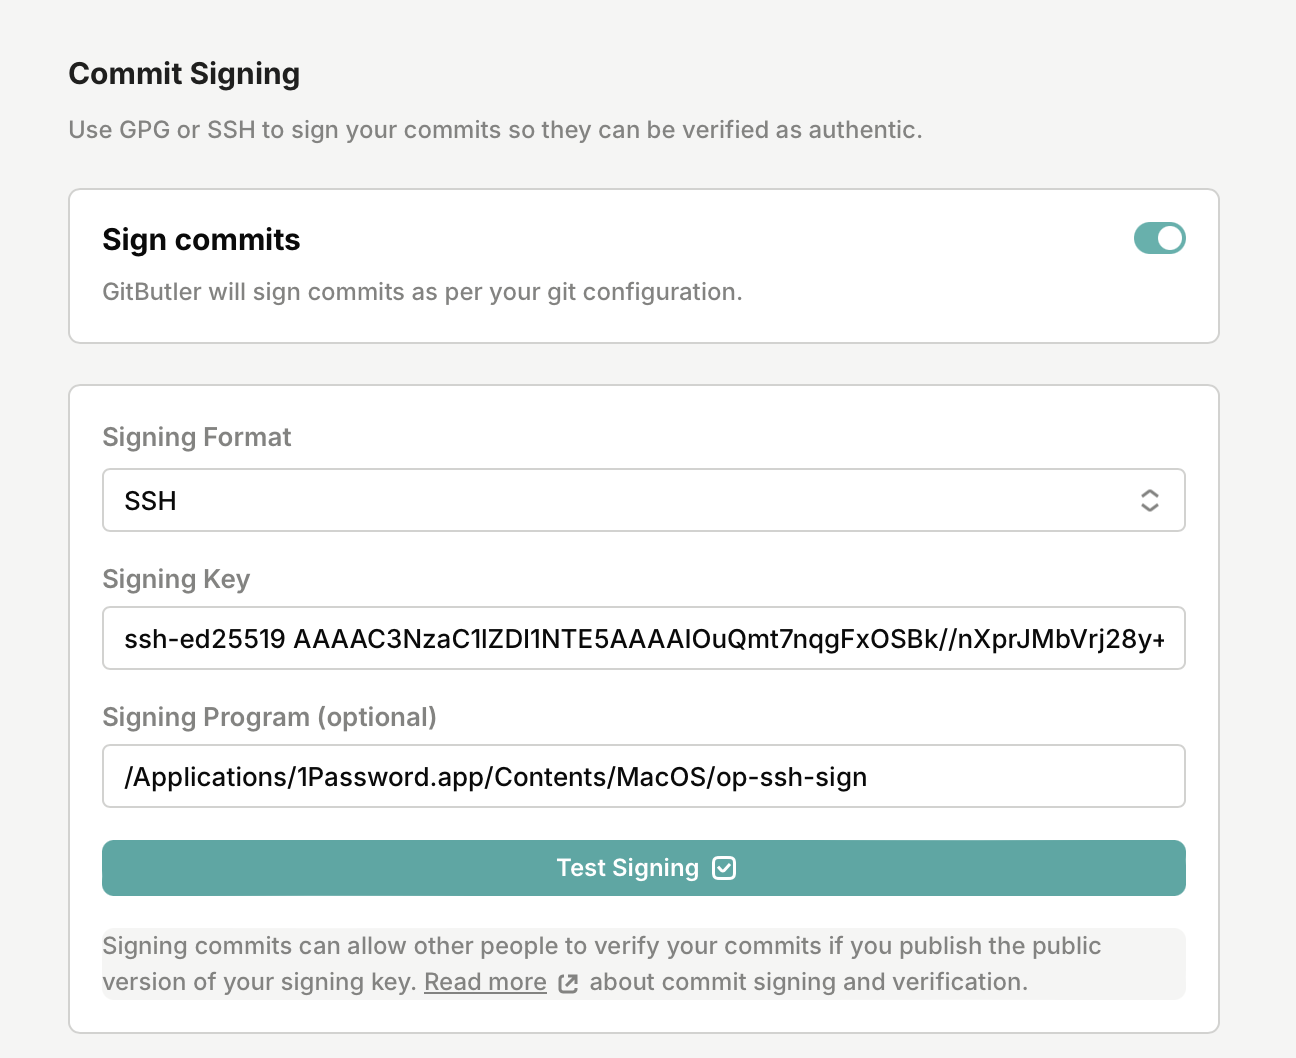 Commit Signing
Use GPG or SSH to sign your commits so they can be verified as authentic.
Sign commits
GitButler will sign commits as per your git configuration.
Signing Format
SSH
Signing Key
ssh-ed25519 AAAAC3NzaC1lZDI1NTE5AAAAIOuQmt7nqgFxOSBk//nXprJMbVrj28y+
Signing Program (optional)
/Applications/1Password.app/Contents/MacOS/op-ssh-sign
Test Signing
Signing commits can allow other people to verify your commits if you publish the public
version of your signing key. Read more about commit signing and verification.